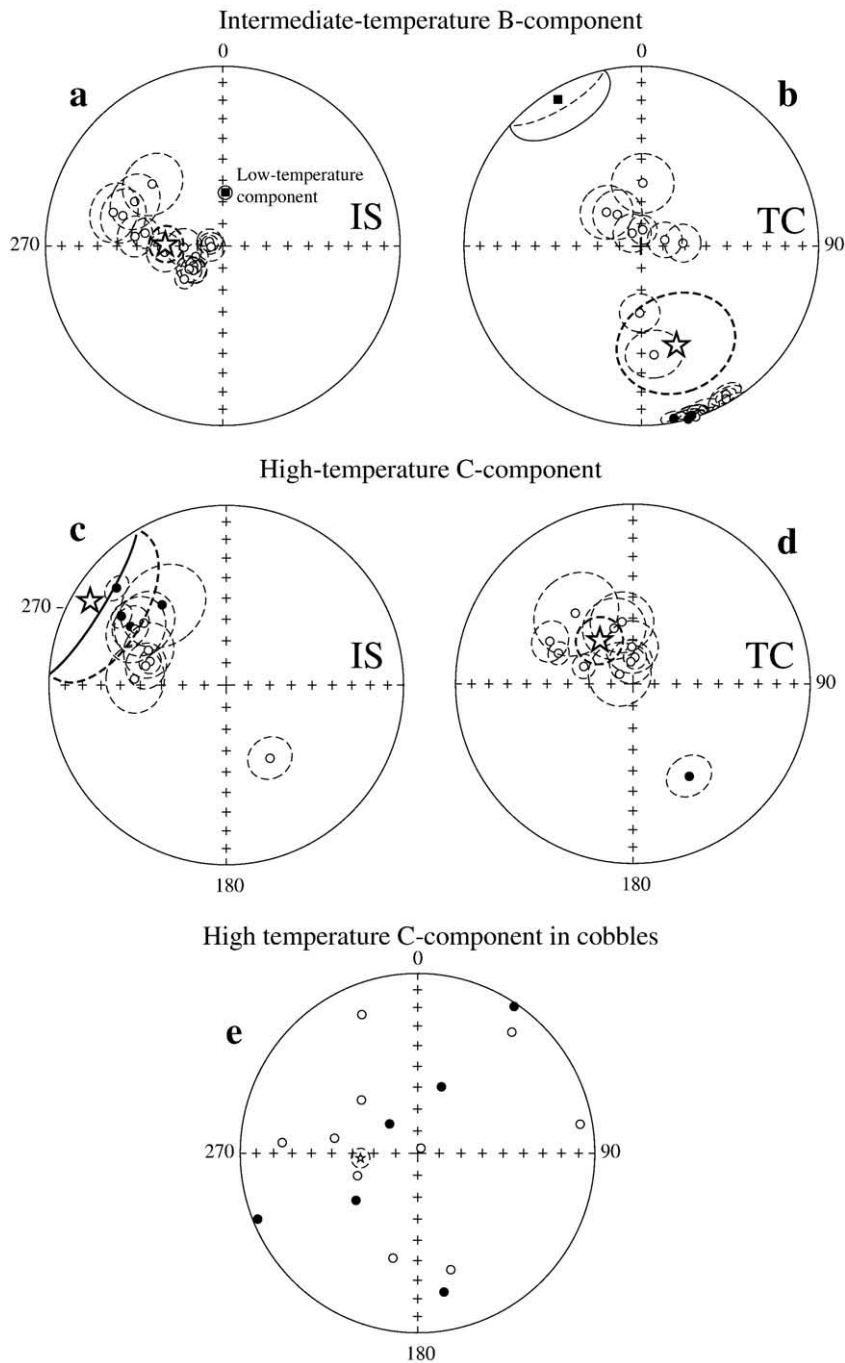 Intermediate-temperature B-component
0
0
a
b
Low-temperature
component
IS
TC
270
90
High-temperature C-component
c
d
270
IS
TC
90
180
180
High temperature C-component in cobbles
0
e
270
90
180